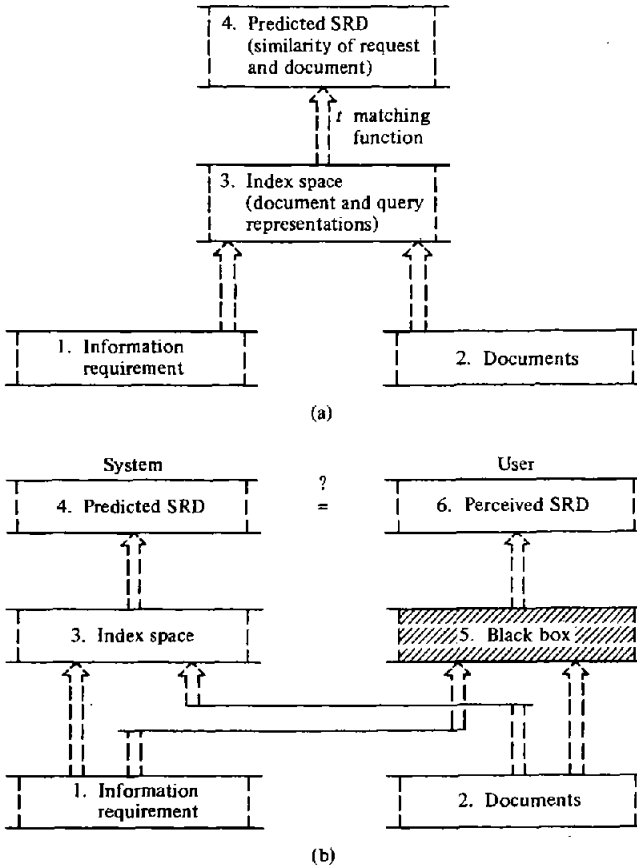 4. Predicted SRD
(similarity of request
and document)
t matching
function
3. Index space
(document and query
representations)
1. Information
requirement
2. Documents
(a)
System
?
User
4. Predicted SRD
=
6. Perceived SRD
3. Index space
5. Black box
1. Information
requirement
2. Documents
(b)